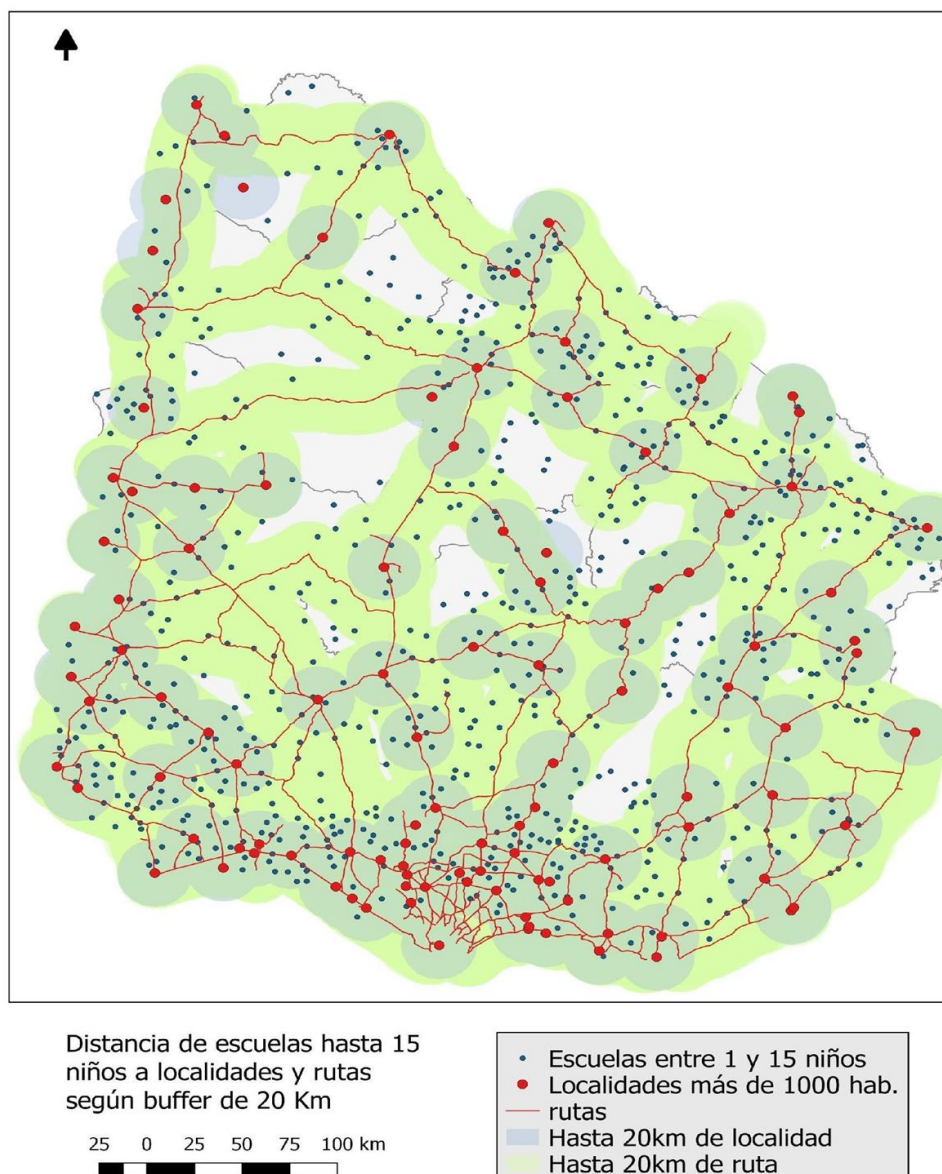 Distancia de escuelas hasta 15
niños a localidades y rutas
según buffer de 20 Km
25 0 25 50 75 100 km
Escuelas entre 1 y 15 niños
Localidades más de 1000 hab.
rutas
Hasta 20km de localidad
Hasta 20km de ruta